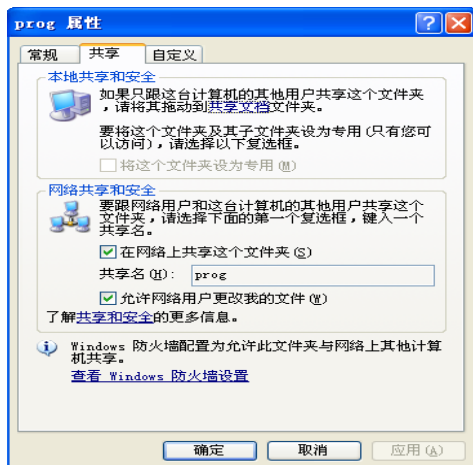 prog 属性
常规 共享 自定义
本地共享和安全
如果只跟这台计算机的其他用户共享这个文件夹
，请将其拖动到共享文档文件夹。
要将这个文件夹及其子文件夹设为专用(只有您可
以访问)，请选择以下复选框。
将这个文件夹设为专用(M)
网络共享和安全
要跟网络用户和这台计算机的其他用户共享这个
文件夹，请选择下面的第一个复选框，键入一个
共享名。
在网络上共享这个文件夹(S)
共享名(H): prog
允许网络用户更改我的文件(W)
了解共享和安全的更多信息。
Windows 防火墙配置为允许此文件夹与网络上其他计算
机共享。
查看 Windows 防火墙设置
确定 取消 应用(A)